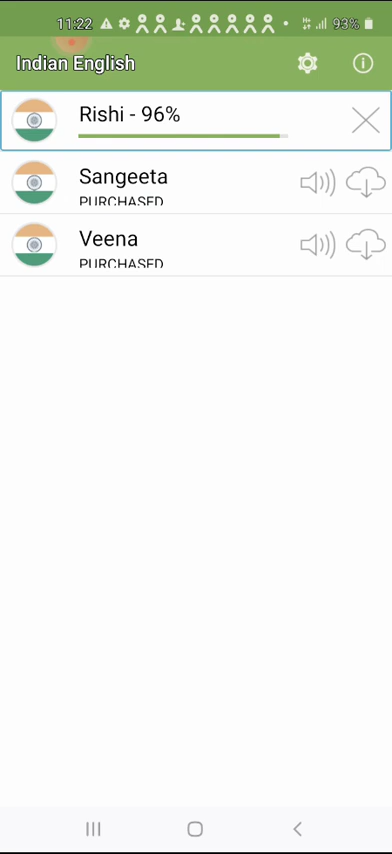 11:22 93%
Indian English
Rishi - 96%
Sangeeta
PURCHASED
Veena
PURCHASED